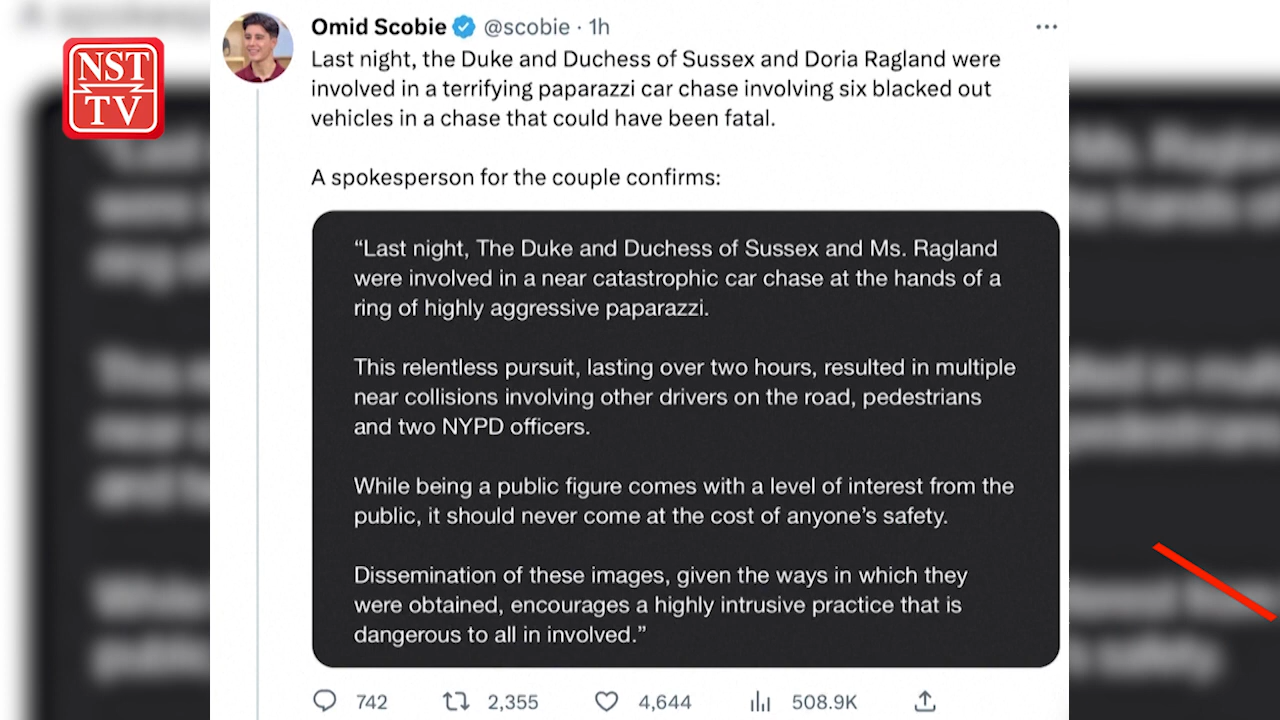 NST
TV
Omid Scobie @scobie · 1h
Last night, the Duke and Duchess of Sussex and Doria Ragland were
involved in a terrifying paparazzi car chase involving six blacked out
vehicles in a chase that could have been fatal.
A spokesperson for the couple confirms:
“Last night, The Duke and Duchess of Sussex and Ms. Ragland
were involved in a near catastrophic car chase at the hands of a
ring of highly aggressive paparazzi.
This relentless pursuit, lasting over two hours, resulted in multiple
near collisions involving other drivers on the road, pedestrians
and two NYPD officers.
While being a public figure comes with a level of interest from the
public, it should never come at the cost of anyone’s safety.
Dissemination of these images, given the ways in which they
were obtained, encourages a highly intrusive practice that is
dangerous to all in involved.”
742 2,355 4,644 508.9K